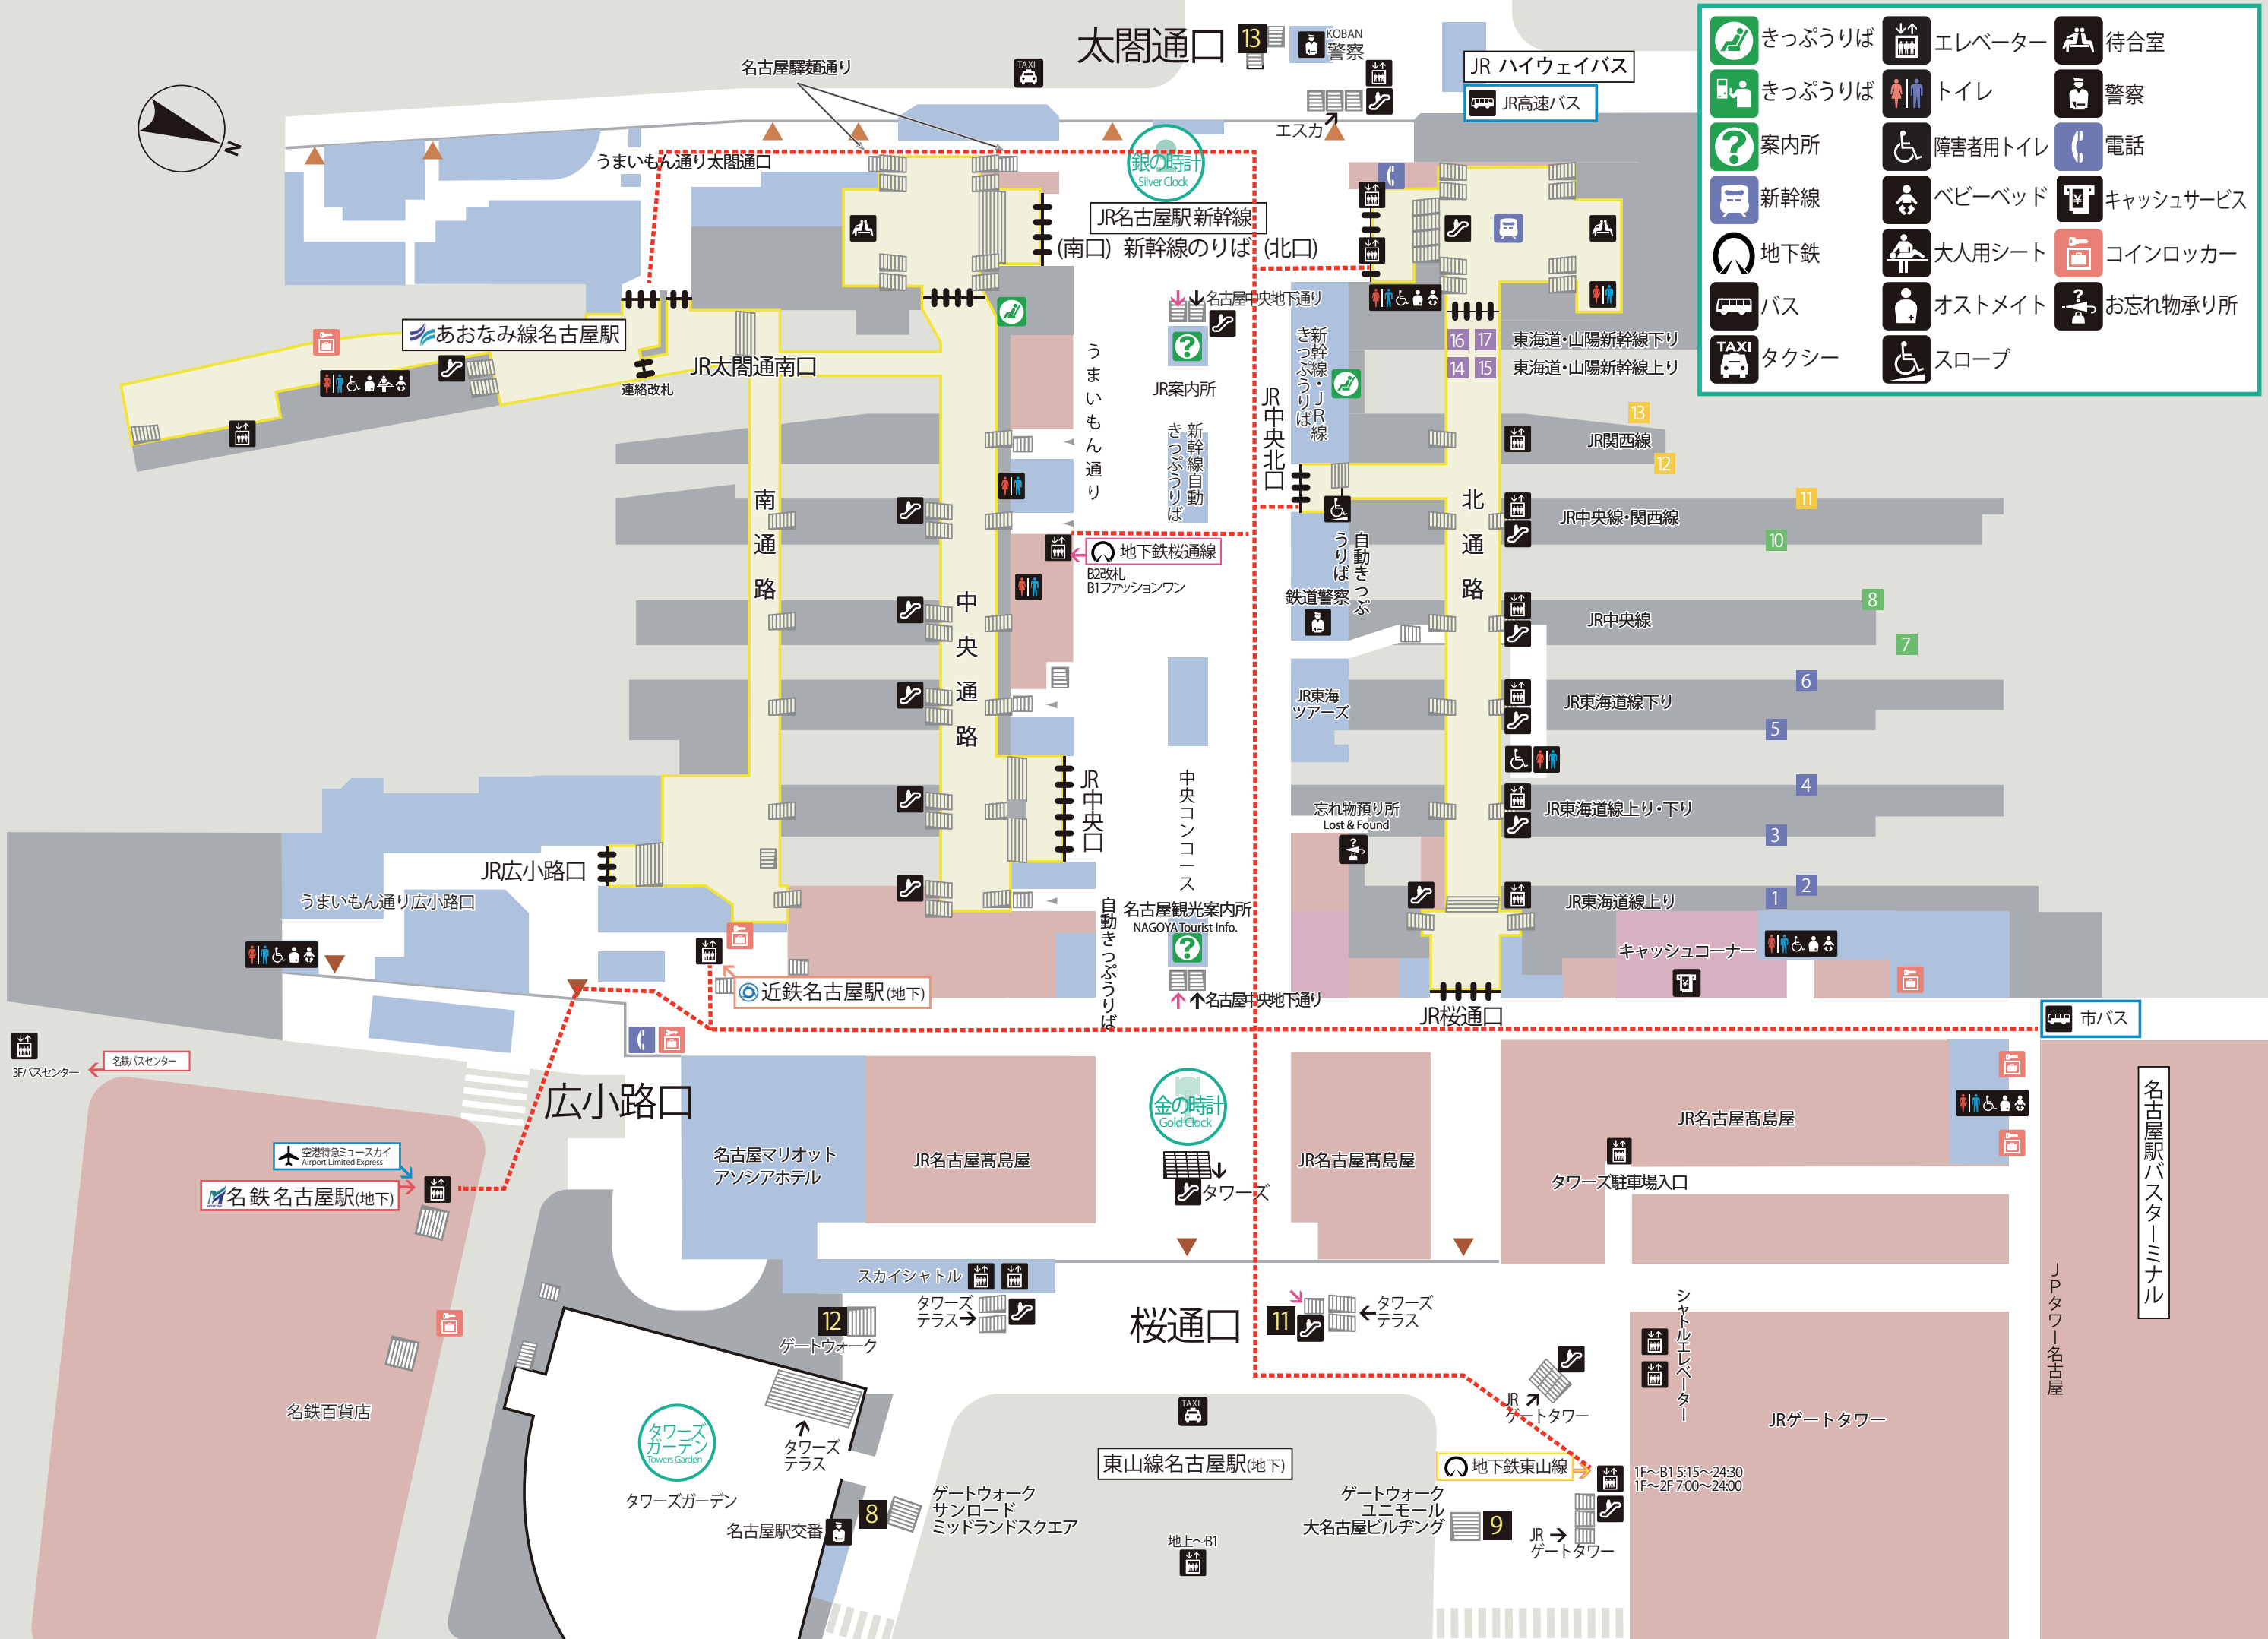 太閤通口
13
KOBAN
警察
TAXI
名古屋驛麺通り
JR ハイウェイバス
JR高速バス
エスカ
N
うまいもん通り太閤通口
銀の時計
Silver Clock
JR名古屋駅 新幹線
(南口) 新幹線のりば (北口)
名古屋中央地下通り
あおなみ線名古屋駅
JR太閤通南口
連絡改札
JR案内所
うまいもん通り
新幹線自動
きっぷうりば
新幹線・JR線
きっぷうりば
JR中央北口
16
17
東海道・山陽新幹線下り
14
15
東海道・山陽新幹線上り
13
JR関西線
12
11
JR中央線・関西線
10
8
JR中央線
7
6
JR東海道線下り
5
4
JR東海道線上り・下り
3
2
JR東海道線上り
1
南通路
中央通路
北通路
地下鉄桜通線
B2改札
B1ファッションワン
自動きっぷ
うりば
鉄道警察
JR東海
ツアーズ
忘れ物預り所
Lost & Found
JR中央口
中央コンコース
JR広小路口
うまいもん通り広小路口
自動きっぷうりば
名古屋観光案内所
NAGOYA Tourist Info.
名古屋中央地下通り
近鉄名古屋駅(地下)
キャッシュコーナー
JR桜通口
市バス
名鉄バスセンター
3Fバスセンター
広小路口
金の時計
Gold Clock
名古屋マリオット
アソシアホテル
JR名古屋髙島屋
JR名古屋髙島屋
JR名古屋髙島屋
タワーズ
タワーズ駐車場入口
名古屋駅バスターミナル
JPタワー名古屋
空港特急ミュースカイ
Airport Limited Express
名鉄 名古屋駅(地下)
スカイシャトル
タワーズ
テラス
12
ゲートウォーク
桜通口
11
タワーズ
テラス
シャトルエレベーター
JR
ゲートタワー
JRゲートタワー
名鉄百貨店
タワーズ
ガーデン
Towers Garden
タワーズガーデン
タワーズ
テラス
TAXI
東山線名古屋駅(地下)
地下鉄東山線
1F～B1 5:15～24:30
1F～2F 7:00～24:00
名古屋駅交番
8
ゲートウォーク
サンロード
ミッドランドスクエア
ゲートウォーク
ユニモール
大名古屋ビルヂング
9
JR
ゲートタワー
地上～B1
きっぷうりば
エレベーター
待合室
きっぷうりば
トイレ
警察
案内所
障害者用トイレ
電話
新幹線
ベビーベッド
キャッシュサービス
地下鉄
大人用シート
コインロッカー
バス
オストメイト
お忘れ物承り所
TAXI
タクシー
スロープ